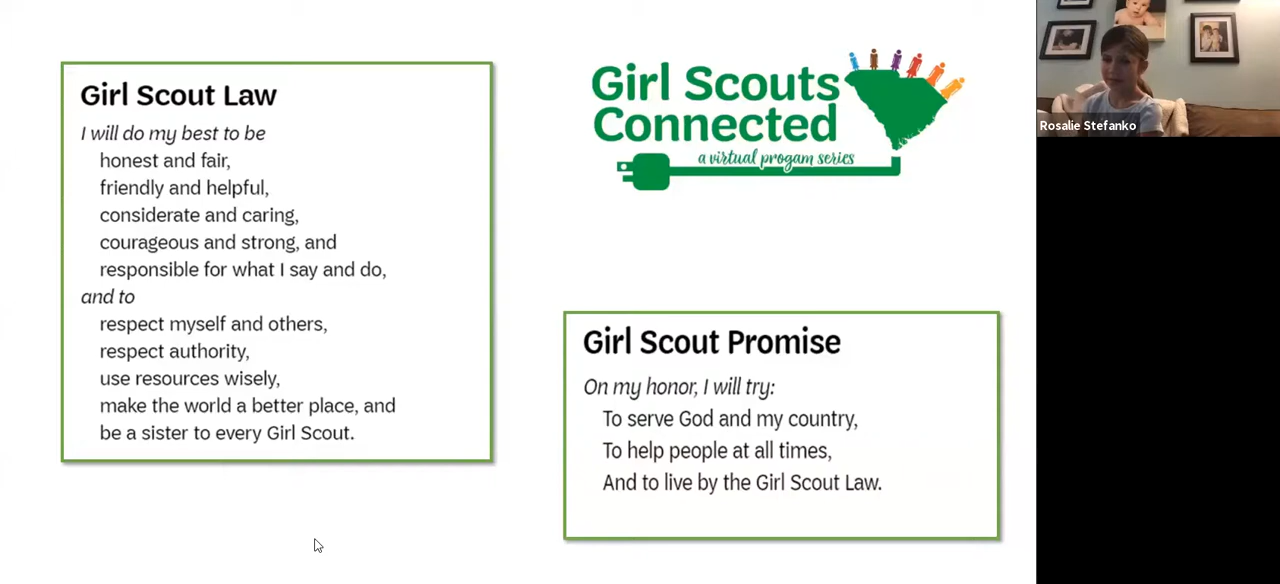 Girl Scout Law
I will do my best to be
honest and fair,
friendly and helpful,
considerate and caring,
courageous and strong, and
responsible for what I say and do,
and to
respect myself and others,
respect authority,
use resources wisely,
make the world a better place, and
be a sister to every Girl Scout.
Girl Scouts
Connected
a virtual progam series
Girl Scout Promise
On my honor, I will try:
To serve God and my country,
To help people at all times,
And to live by the Girl Scout Law.
Rosalie Stefanko